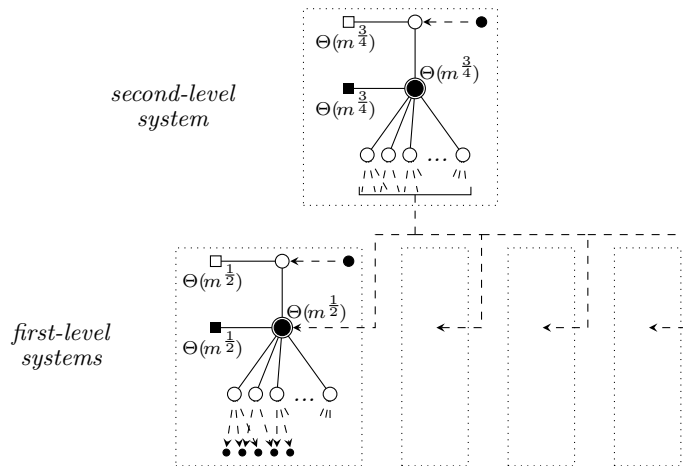 Θ(m^{3/4})
Θ(m^{3/4})
second-level
system
Θ(m^{3/4})
...
Θ(m^{1/2})
Θ(m^{1/2})
first-level
systems
Θ(m^{1/2})
...